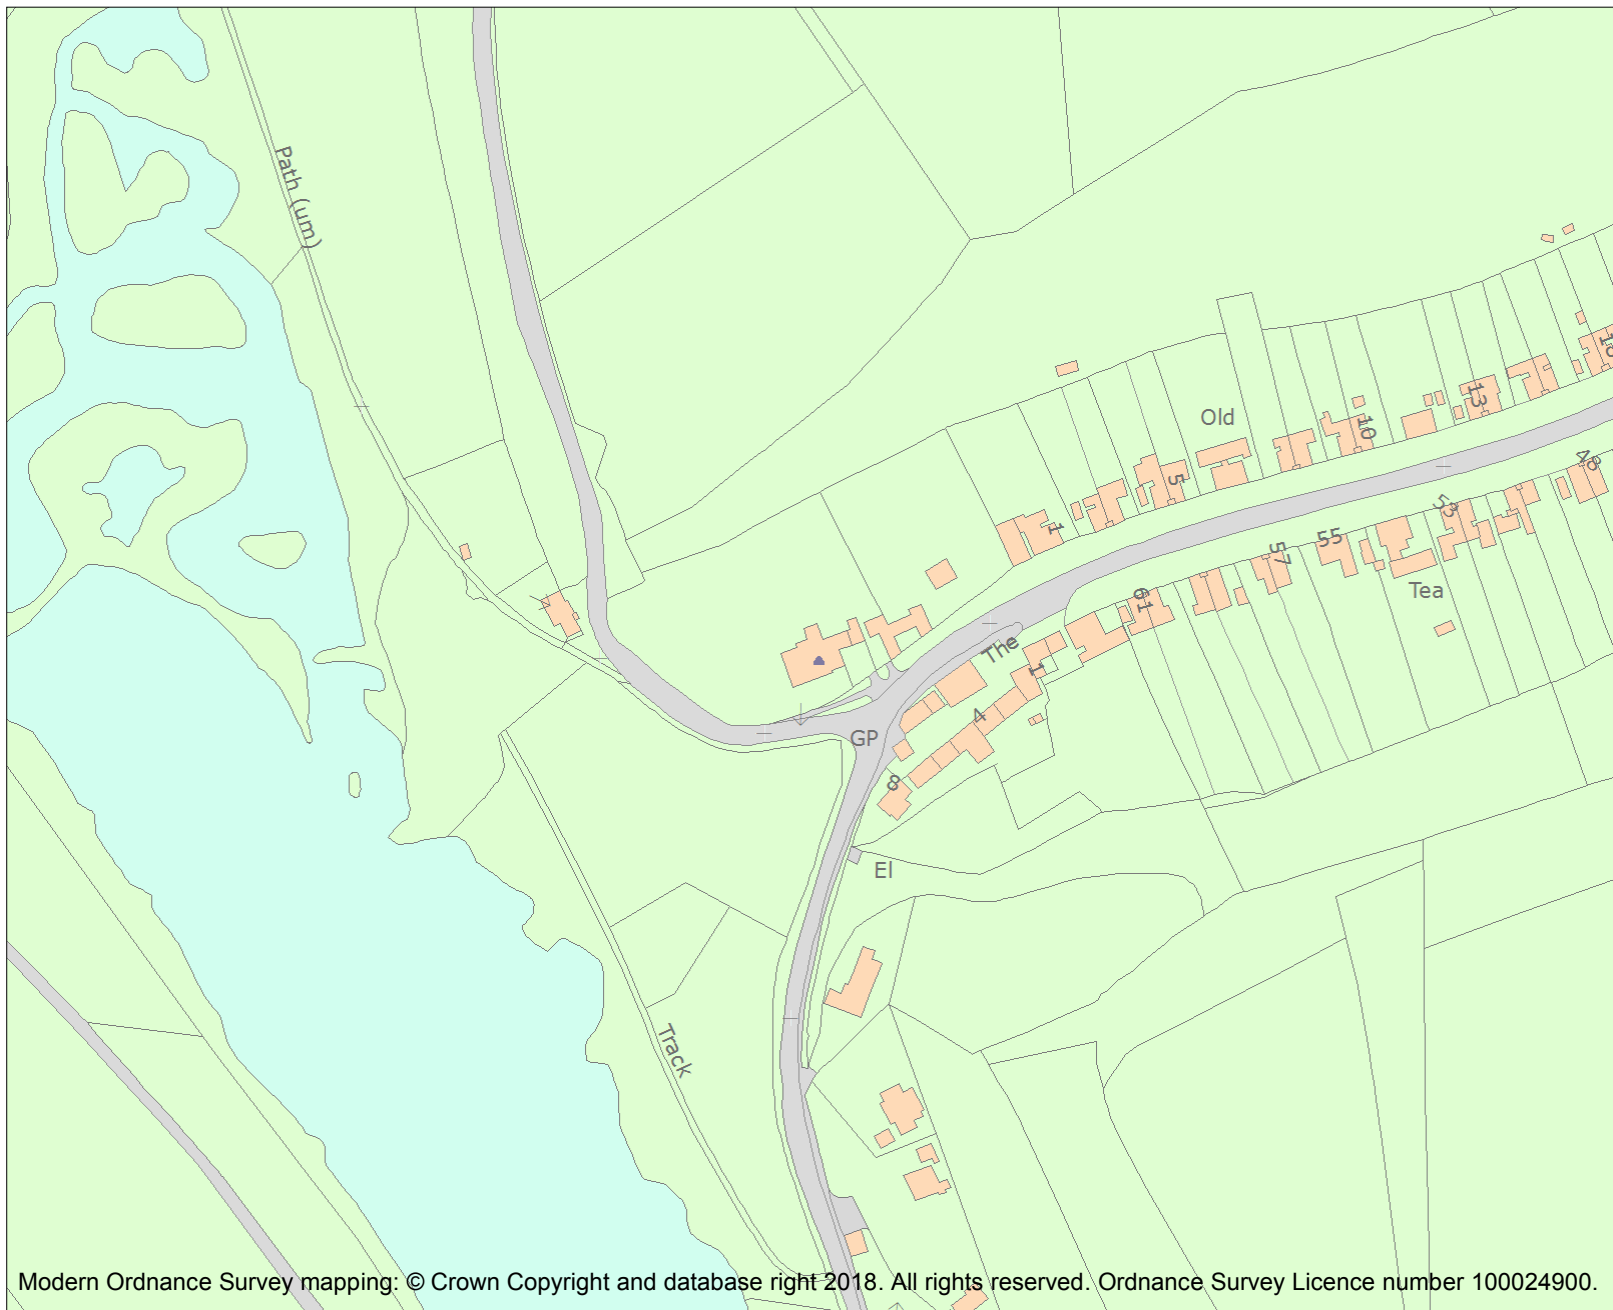 Path (um)
Old
10
13
5
1
48
53
55
57
Tea
61
The
1
4
GP
8
El
Track
Modern Ordnance Survey mapping: © Crown Copyright and database right 2018. All rights reserved. Ordnance Survey Licence number 100024900.